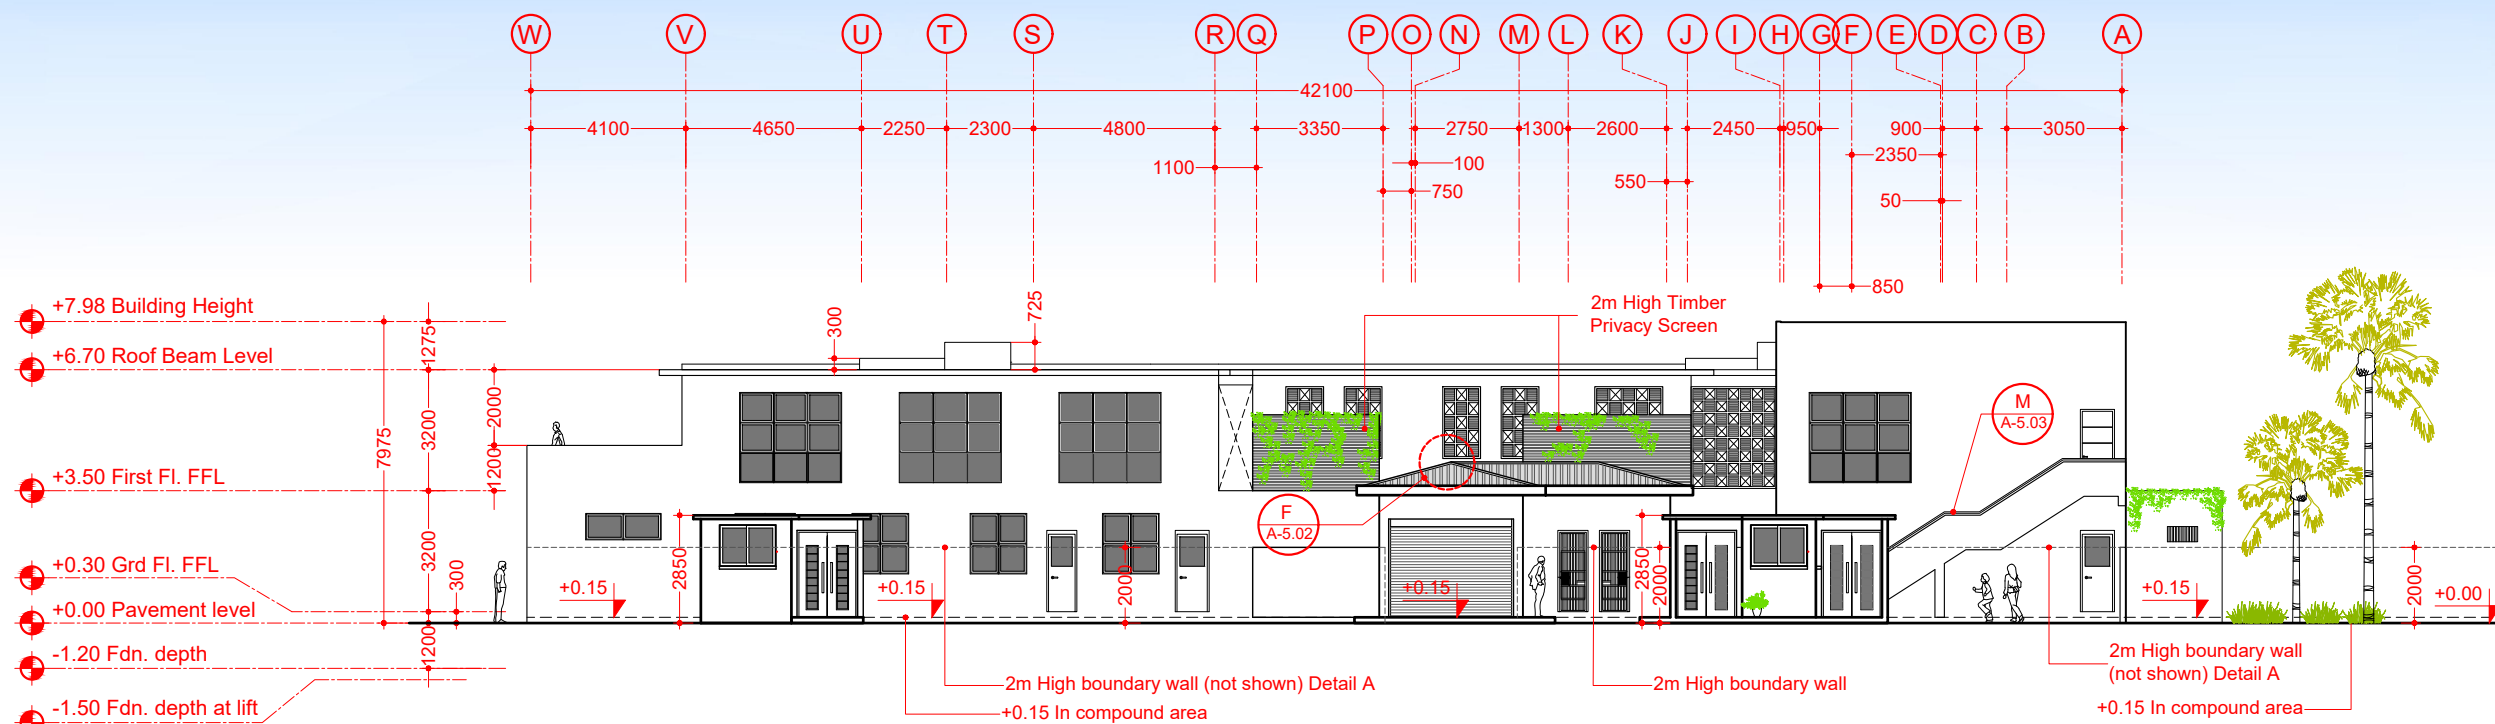 W V U T S R Q P O N M L K J I H G F E D C B A
42100
4100 4650 2250 2300 4800 3350 2750 1300 2600 2450 950 900 3050
2350
1100 100
550
750
50
850
725
300
2m High Timber
Privacy Screen
+7.98 Building Height
1275
+6.70 Roof Beam Level
2000
3200
7975
1200
M
A-5.03
+3.50 First Fl. FFL
F
A-5.02
3200
300
2850
2000
2850
2000
2000
+0.30 Grd Fl. FFL
+0.15 +0.15 +0.15 +0.15 +0.00
+0.00 Pavement level
1200
-1.20 Fdn. depth
-1.50 Fdn. depth at lift
2m High boundary wall (not shown) Detail A
+0.15 In compound area
2m High boundary wall
2m High boundary wall
(not shown) Detail A
+0.15 In compound area